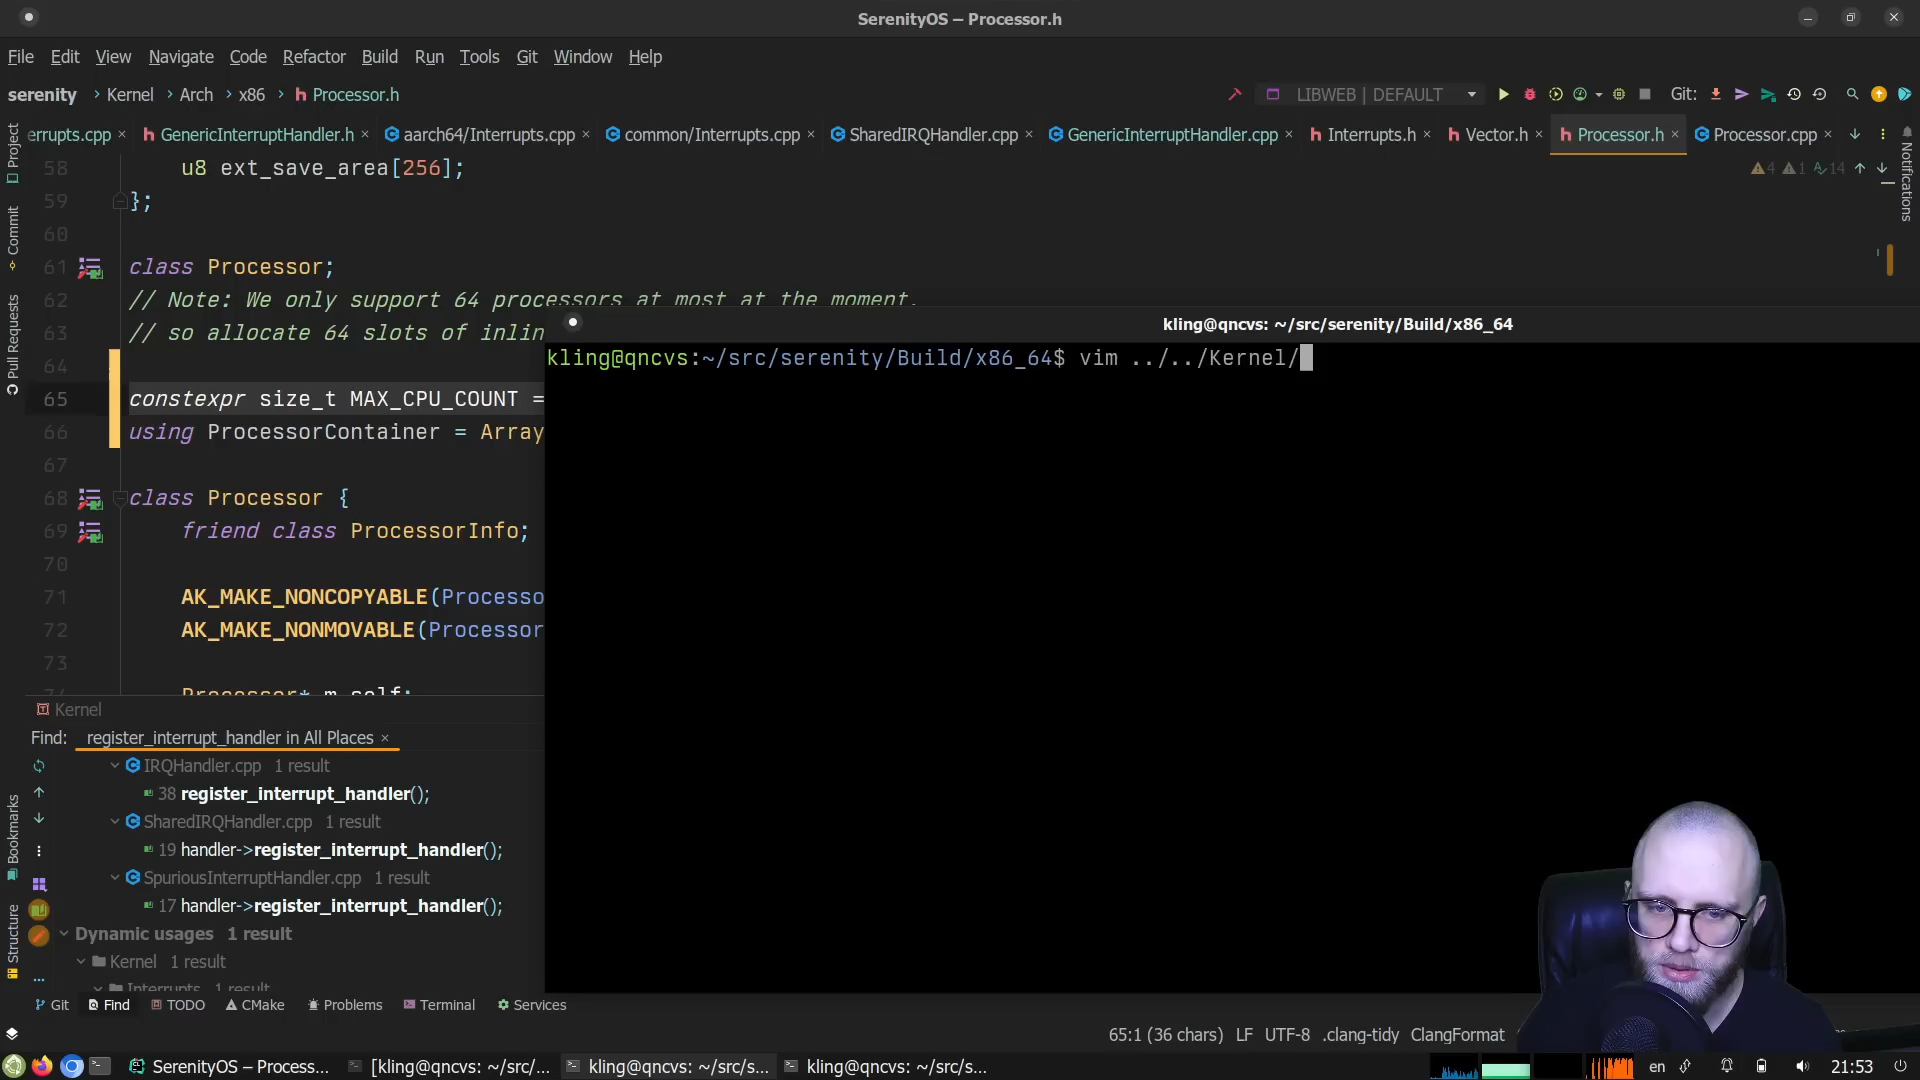 SerenityOS – Processor.h
File Edit View Navigate Code Refactor Build Run Tools Git Window Help
serenity › Kernel › Arch › x86 › Processor.h
LIBWEB | DEFAULT
Git:
errupts.cpp × GenericInterruptHandler.h × aarch64/Interrupts.cpp × common/Interrupts.cpp × SharedIRQHandler.cpp × GenericInterruptHandler.cpp × Interrupts.h × Vector.h × Processor.h × Processor.cpp ×
Project
Commit
Pull Requests
Bookmarks
Structure
Notifications
4 1 14
58 u8 ext_save_area[256];
59 };
60
61 class Processor;
62 // Note: We only support 64 processors at most at the moment,
63 // so allocate 64 slots of inlin
64
65 constexpr size_t MAX_CPU_COUNT =
66 using ProcessorContainer = Array
67
68 class Processor {
69 friend class ProcessorInfo;
70
71 AK_MAKE_NONCOPYABLE(Processo
72 AK_MAKE_NONMOVABLE(Processor
73
74 Processor* m_self;
kling@qncvs: ~/src/serenity/Build/x86_64
kling@qncvs:~/src/serenity/Build/x86_64$ vim ../../Kernel/
Kernel
Find: register_interrupt_handler in All Places ×
IRQHandler.cpp 1 result
38 register_interrupt_handler();
SharedIRQHandler.cpp 1 result
19 handler->register_interrupt_handler();
SpuriousInterruptHandler.cpp 1 result
17 handler->register_interrupt_handler();
Dynamic usages 1 result
Kernel 1 result
Interrupts 1 result
Git Find TODO CMake Problems Terminal Services
65:1 (36 chars) LF UTF-8 .clang-tidy ClangFormat
SerenityOS – Process... [kling@qncvs: ~/src/... kling@qncvs: ~/src/s... kling@qncvs: ~/src/s...
en 21:53